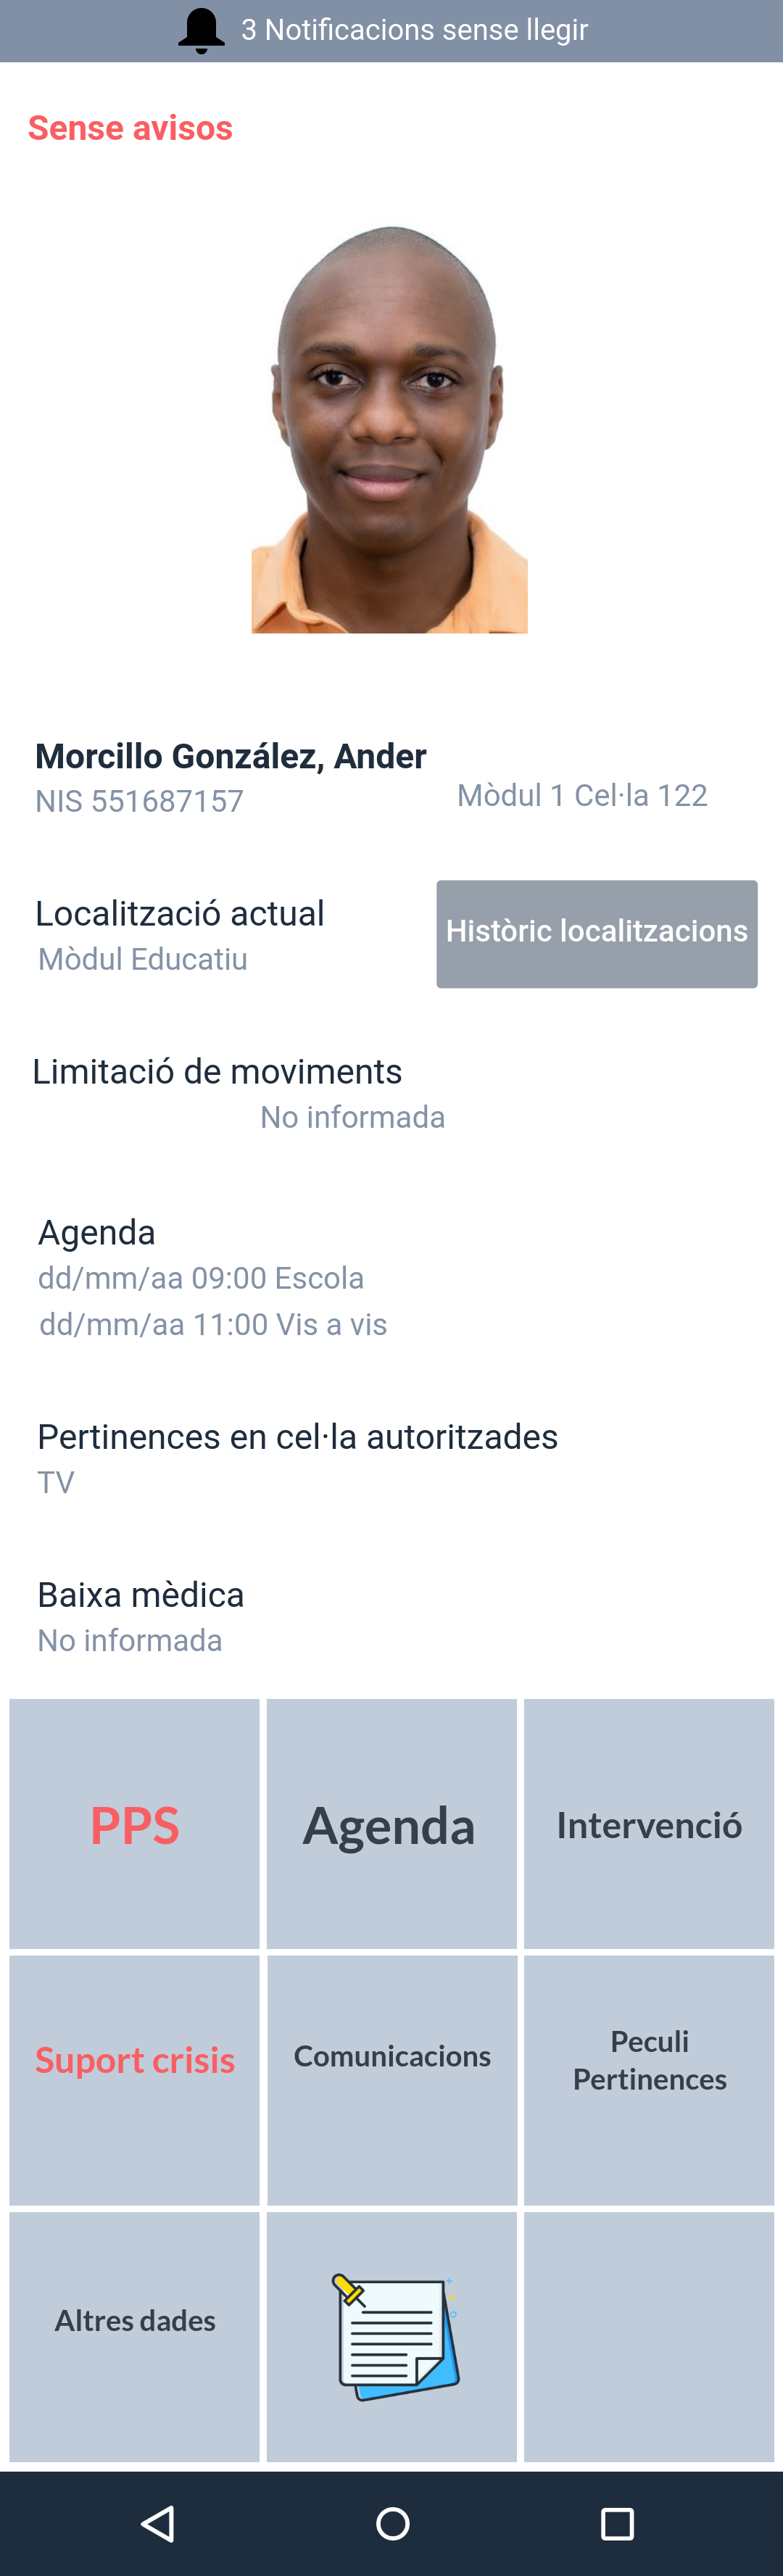 3 Notificacions sense llegir
Sense avisos
Morcillo González, Ander
NIS 551687157
Mòdul 1 Cel·la 122
Localització actual
Mòdul Educatiu
Històric localitzacions
Limitació de moviments
No informada
Agenda
dd/mm/aa 09:00 Escola
dd/mm/aa 11:00 Vis a vis
Pertinences en cel·la autoritzades
TV
Baixa mèdica
No informada
PPS
Agenda
Intervenció
Suport crisis
Comunicacions
Peculi
Pertinences
Altres dades